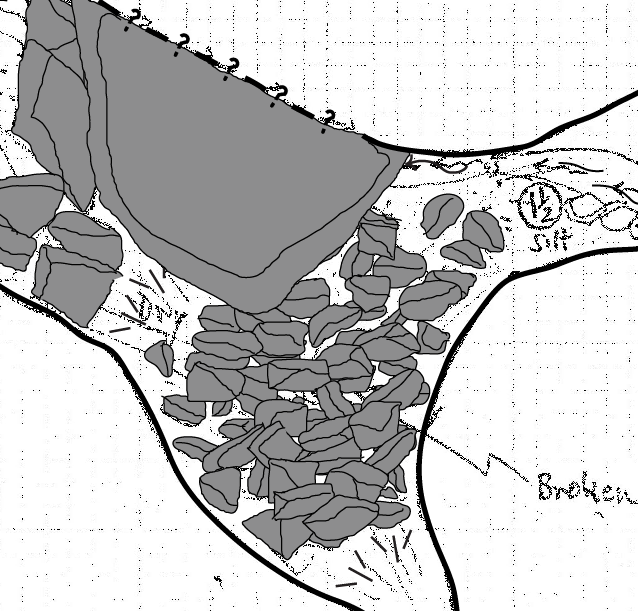 ? ? ? ? ?
1½
silt
Dry
Broken